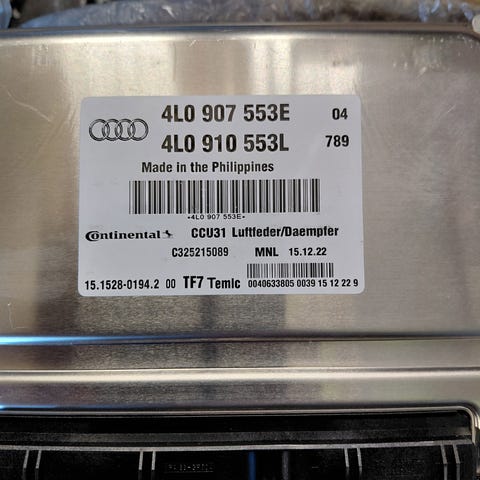 4L0 907 553E 04
4L0 910 553L 789
Made in the Philippines
-4L0 907 553E-
Continental CCU31 Luftfeder/Daempfer
C325215089 MNL 15.12.22
15.1528-0194.2 00 TF7 Temic 0040633805 0039 15 12 22 9